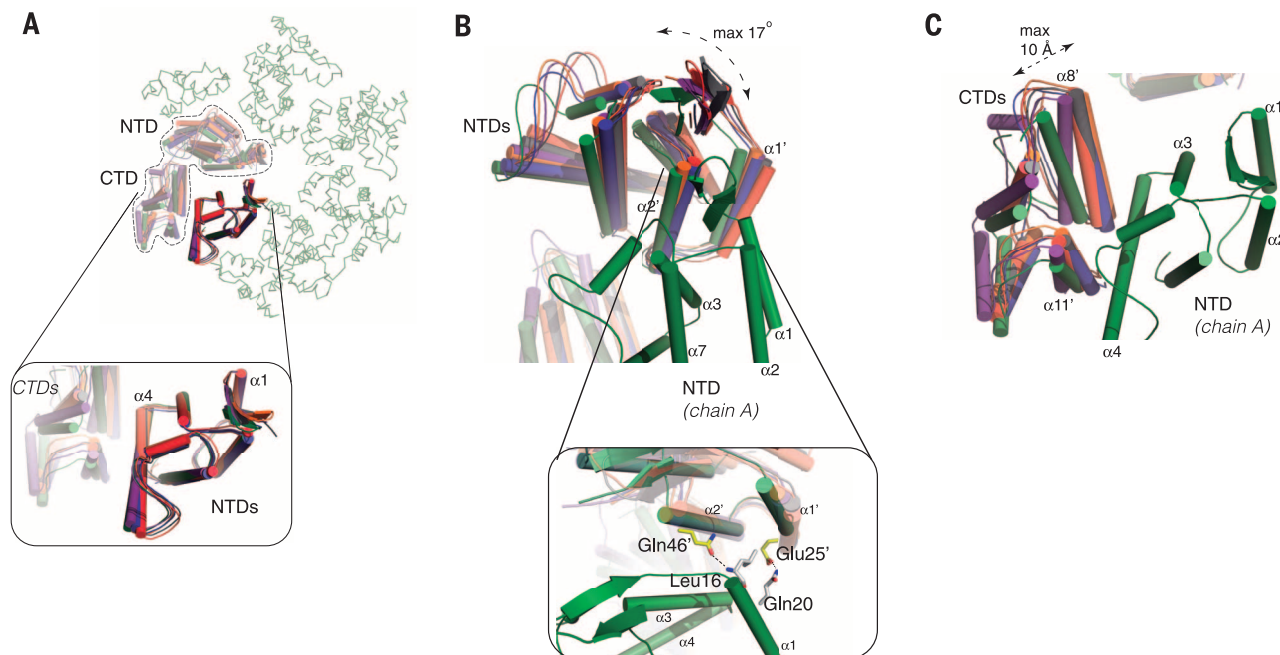 A
NTD
CTD
CTDs
α4
α1
NTDs
B
max 17°
NTDs
α1'
α2'
α3
α1
α7
α2
NTD
(chain A)
α2'
α1'
Gln46'
Glu25'
Leu16
Gln20
α3
α4
α1
C
max
10 Å
α8'
CTDs
α1
α3
α2
α11'
NTD
(chain A)
α4